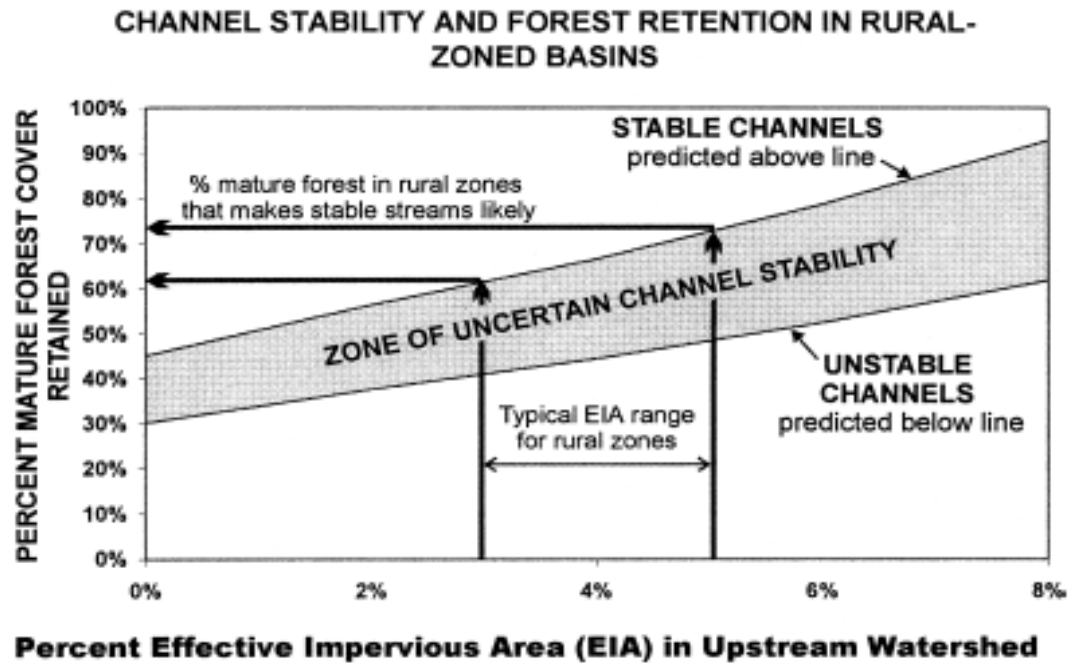 CHANNEL STABILITY AND FOREST RETENTION IN RURAL-
ZONED BASINS
PERCENT MATURE FOREST COVER
RETAINED
100%
90%
80%
70%
60%
50%
40%
30%
20%
10%
0%
STABLE CHANNELS
predicted above line
% mature forest in rural zones
that makes stable streams likely
ZONE OF UNCERTAIN CHANNEL STABILITY
UNSTABLE
CHANNELS
predicted below line
Typical EIA range
for rural zones
0%
2%
4%
6%
8%
Percent Effective Impervious Area (EIA) in Upstream Watershed